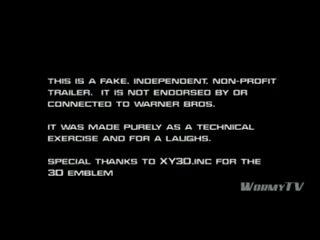 THIS IS A FAKE, INDEPENDENT, NON-PROFIT
TRAILER. IT IS NOT ENDORSED BY OR
CONNECTED TO WARNER BROS.
IT WAS MADE PURELY AS A TECHNICAL
EXERCISE AND FOR A LAUGHS.
SPECIAL THANKS TO XY3D.INC FOR THE
3D EMBLEM
WORMYTV